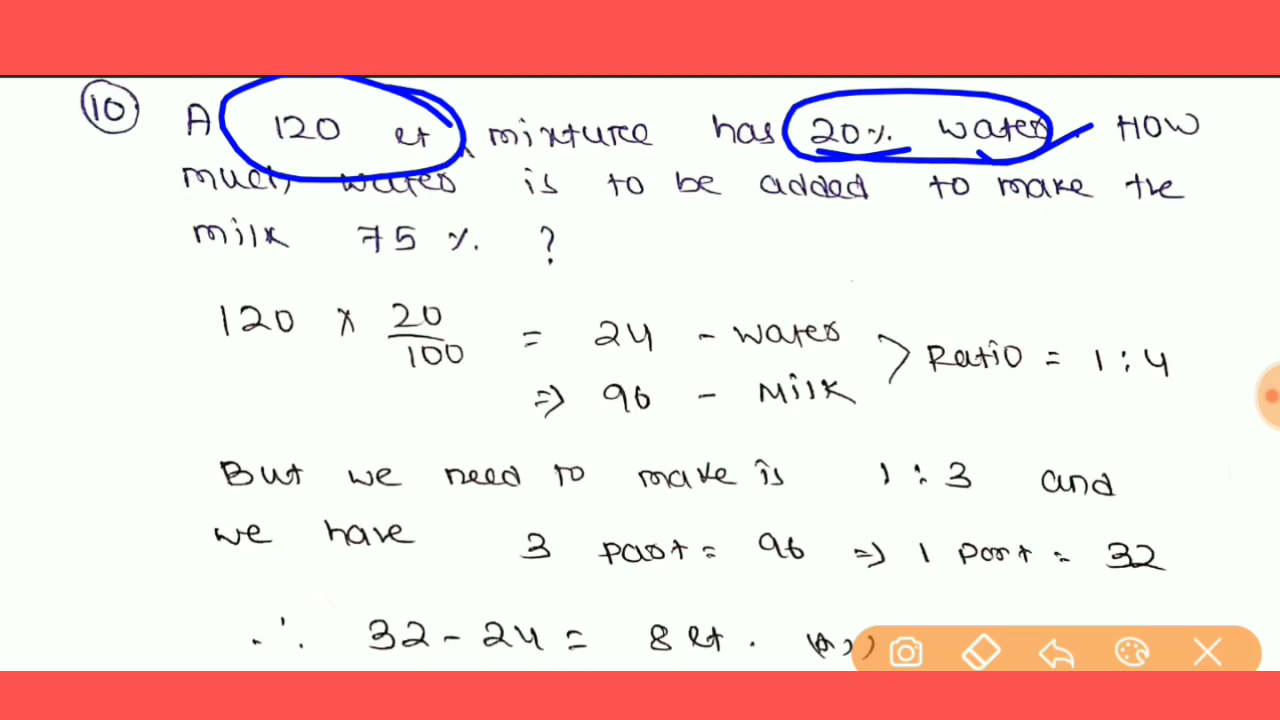 10 A 120 lt mixture has 20% water. How
much water is to be added to make the
milk 75 %. ?
120 × 20/100 = 24 - water
⇒ 96 - Milk > Ratio = 1 : 4
But we need to make is 1 : 3 and
we have 3 part = 96 ⇒ 1 part = 32
∴ 32 - 24 = 8 lt.